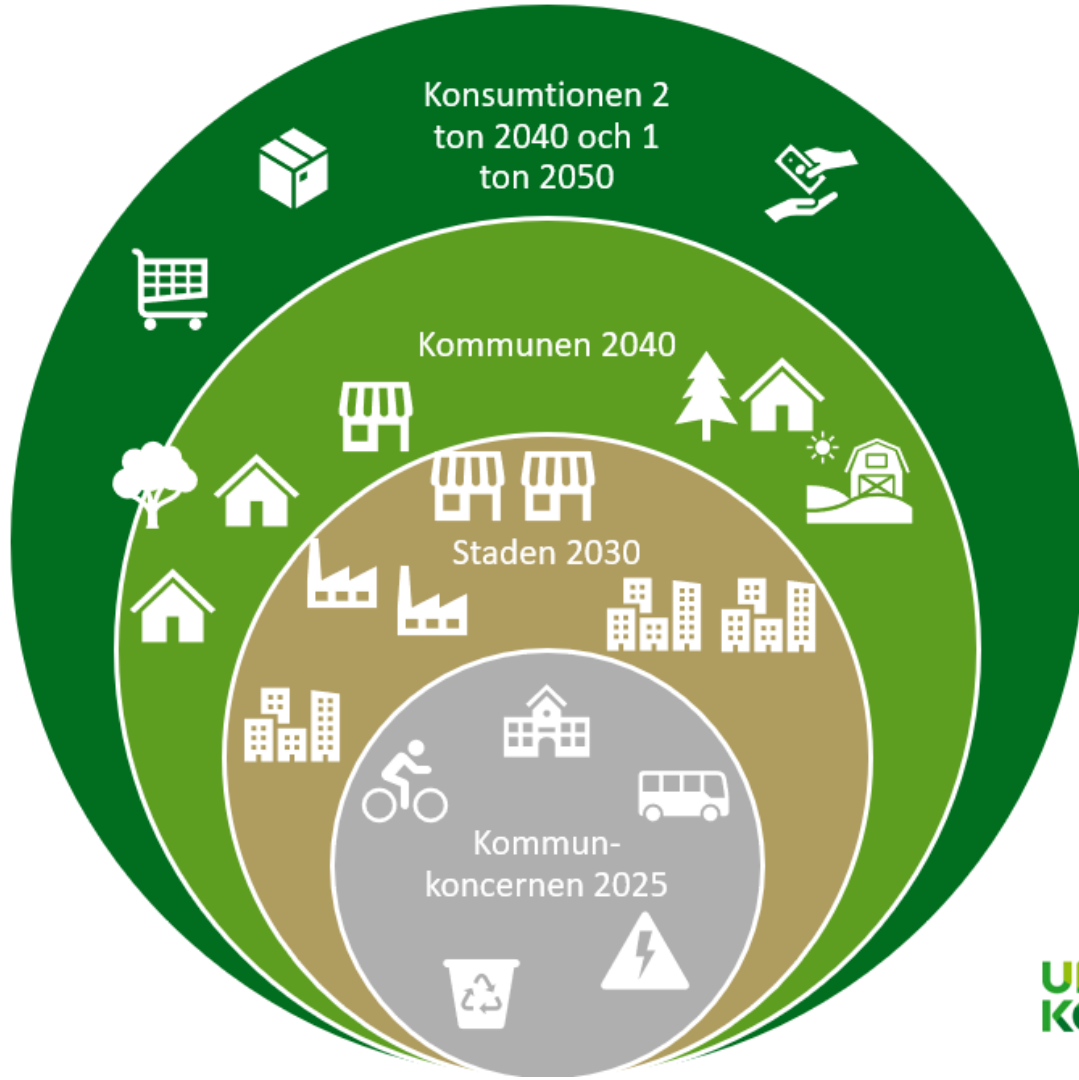 Konsumtionen 2
ton 2040 och 1
ton 2050
Kommunen 2040
Staden 2030
Kommun-
koncernen 2025